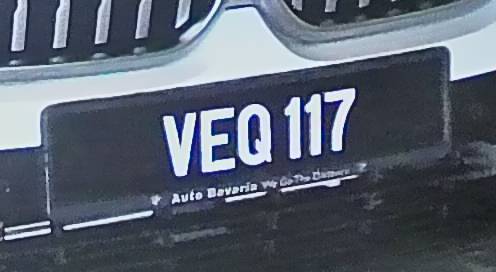 VEQ 117
Auto Bavaria We Go The Distance